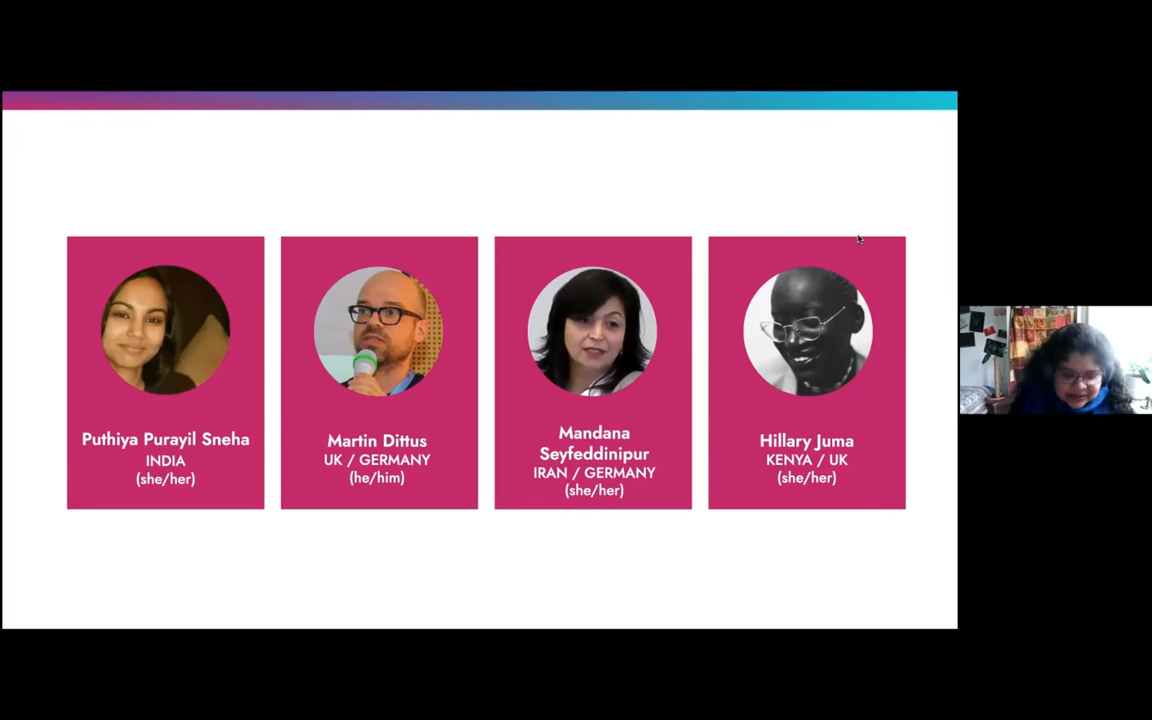 Puthiya Purayil Sneha
INDIA
(she/her)
Martin Dittus
UK / GERMANY
(he/him)
Mandana
Seyfeddinipur
IRAN / GERMANY
(she/her)
Hillary Juma
KENYA / UK
(she/her)